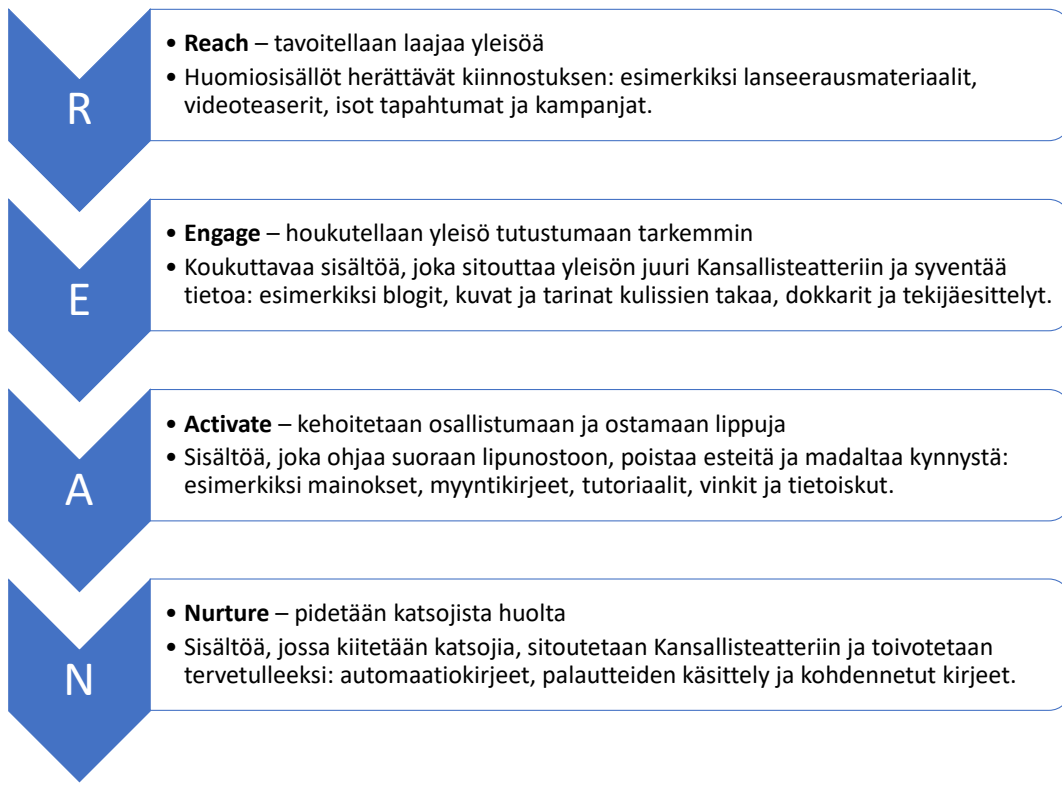 R
• Reach – tavoitellaan laajaa yleisöä
• Huomiosisällöt herättävät kiinnostuksen: esimerkiksi lanseerausmateriaalit,
videoteaserit, isot tapahtumat ja kampanjat.
E
• Engage – houkutellaan yleisö tutustumaan tarkemmin
• Koukuttavaa sisältöä, joka sitouttaa yleisön juuri Kansallisteatteriin ja syventää
tietoa: esimerkiksi blogit, kuvat ja tarinat kulissien takaa, dokkarit ja tekijäesittelyt.
A
• Activate – kehoitetaan osallistumaan ja ostamaan lippuja
• Sisältöä, joka ohjaa suoraan lipunostoon, poistaa esteitä ja madaltaa kynnystä:
esimerkiksi mainokset, myyntikirjeet, tutoriaalit, vinkit ja tietoiskut.
N
• Nurture – pidetään katsojista huolta
• Sisältöä, jossa kiitetään katsojia, sitoutetaan Kansallisteatteriin ja toivotetaan
tervetulleeksi: automaatiokirjeet, palautteiden käsittely ja kohdennetut kirjeet.